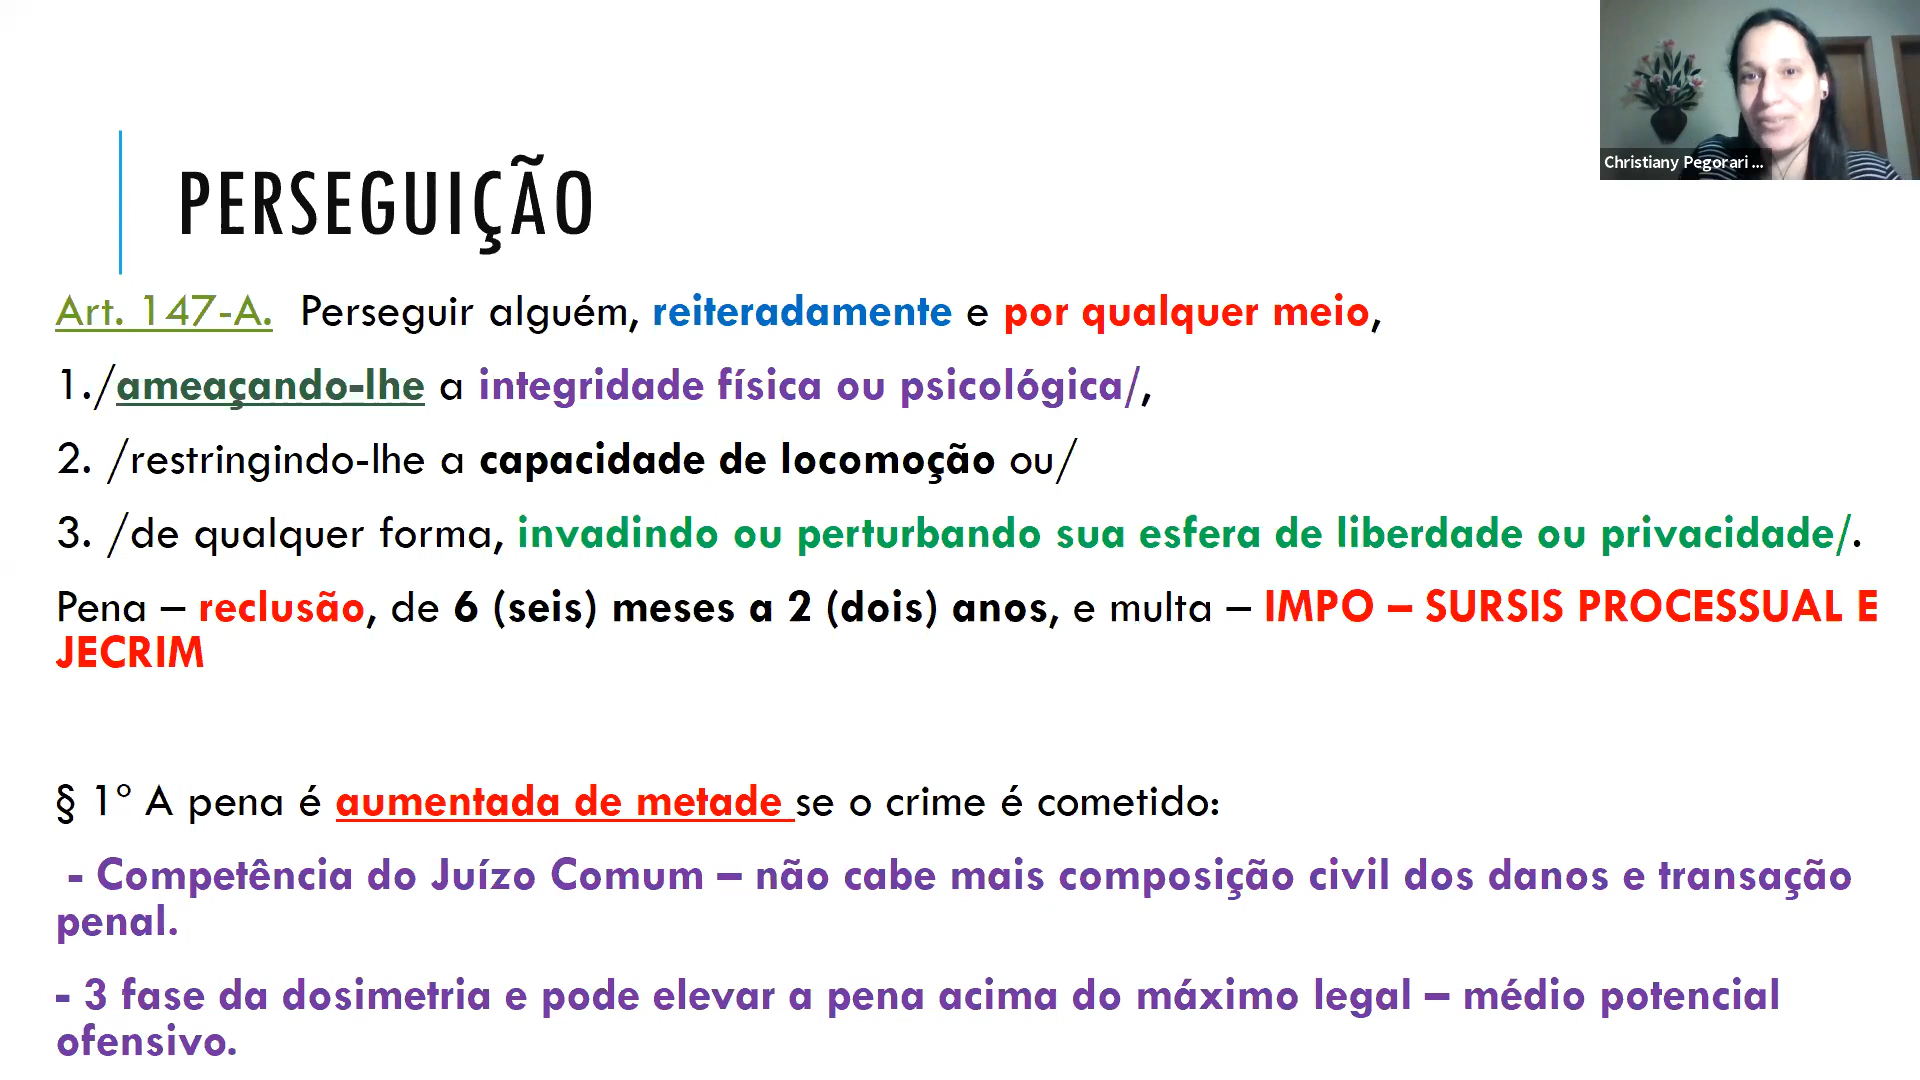 Christiany Pegorari ...
PERSEGUIÇÃO
Art. 147-A. Perseguir alguém, reiteradamente e por qualquer meio,
1./ameaçando-lhe a integridade física ou psicológica/,
2. /restringindo-lhe a capacidade de locomoção ou/
3. /de qualquer forma, invadindo ou perturbando sua esfera de liberdade ou privacidade/.
Pena – reclusão, de 6 (seis) meses a 2 (dois) anos, e multa – IMPO – SURSIS PROCESSUAL E
JECRIM
§ 1º A pena é aumentada de metade se o crime é cometido:
- Competência do Juízo Comum – não cabe mais composição civil dos danos e transação
penal.
- 3 fase da dosimetria e pode elevar a pena acima do máximo legal – médio potencial
ofensivo.